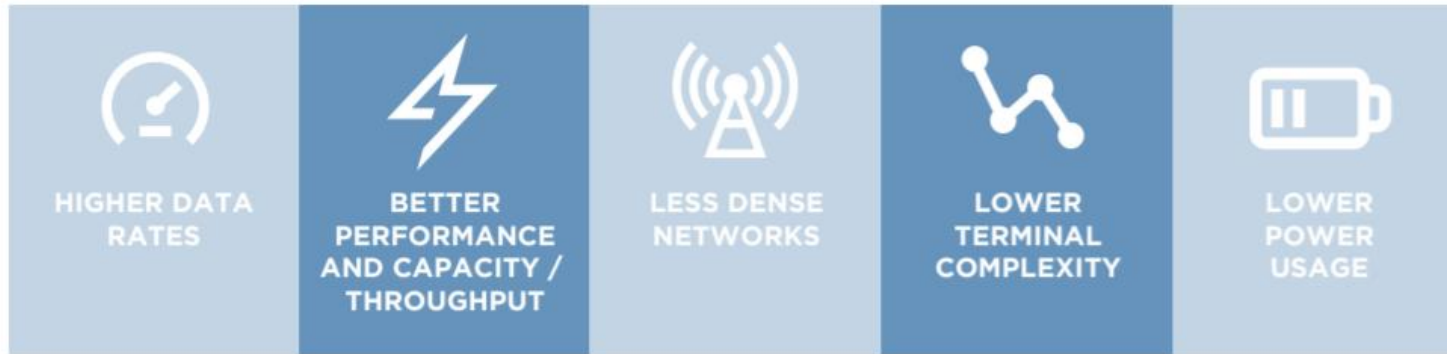 HIGHER DATA
RATES
BETTER
PERFORMANCE
AND CAPACITY /
THROUGHPUT
LESS DENSE
NETWORKS
LOWER
TERMINAL
COMPLEXITY
LOWER
POWER
USAGE